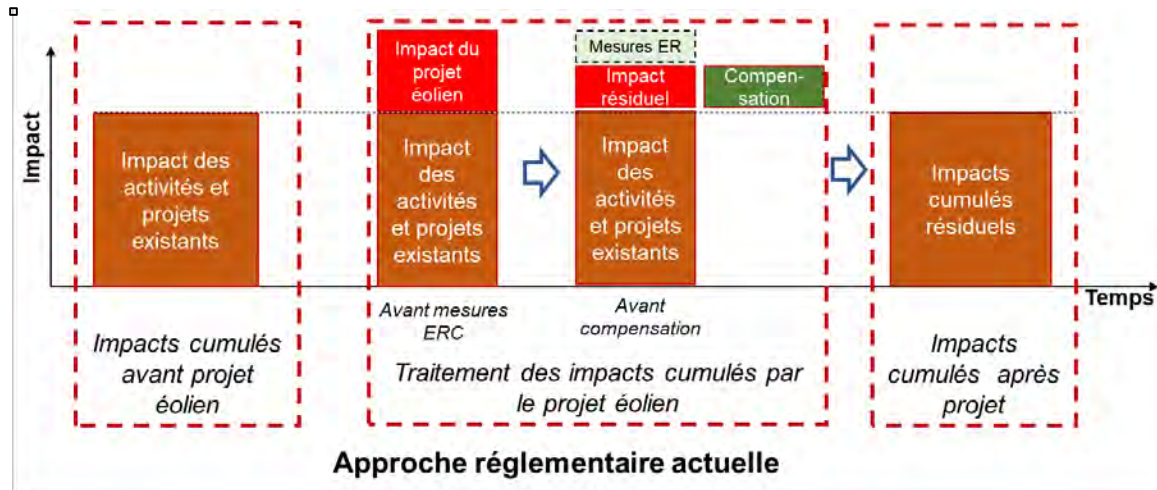 Impact
Temps
Impact des
activités et
projets
existants
Impacts cumulés
avant projet
éolien
Impact du
projet
éolien
Impact
des
activités
et projets
existants
Avant mesures
ERC
Mesures ER
Impact
résiduel
Impact
des
activités
et projets
existants
Avant
compensation
Compen-
sation
Traitement des impacts cumulés par
le projet éolien
Impacts
cumulés
résiduels
Impacts
cumulés après
projet
Approche réglementaire actuelle